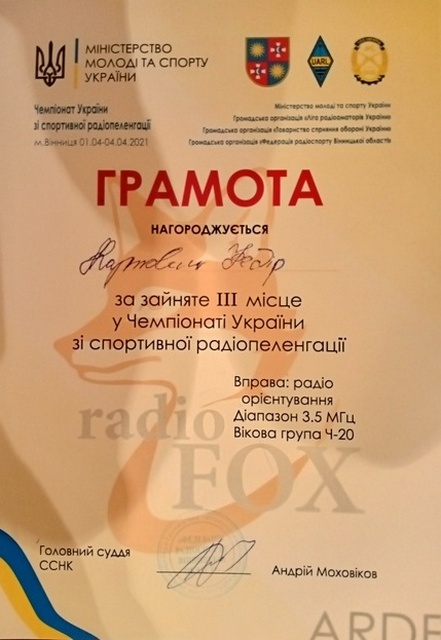 МІНІСТЕРСТВО
МОЛОДІ ТА СПОРТУ
УКРАЇНИ
UARL
Чемпіонат України
зі спортивної радіопеленгації
м.Вінниця 01.04-04.04.2021
Міністерство молоді та спорту України
Громадська організація «Ліга радіоаматорів України»
Громадська організація «Товариство сприяння обороні України»
Громадська організація «Федерація радіоспорту Вінницької області»
ГРАМОТА
НАГОРОДЖУЄТЬСЯ
за зайняте III місце
у Чемпіонаті України
зі спортивної радіопеленгації
Вправа: радіо
орієнтування
Діапазон 3.5 МГц
Вікова група Ч-20
radio
FOX
Головний суддя
ССНК
Андрій Моховіков
ARDF